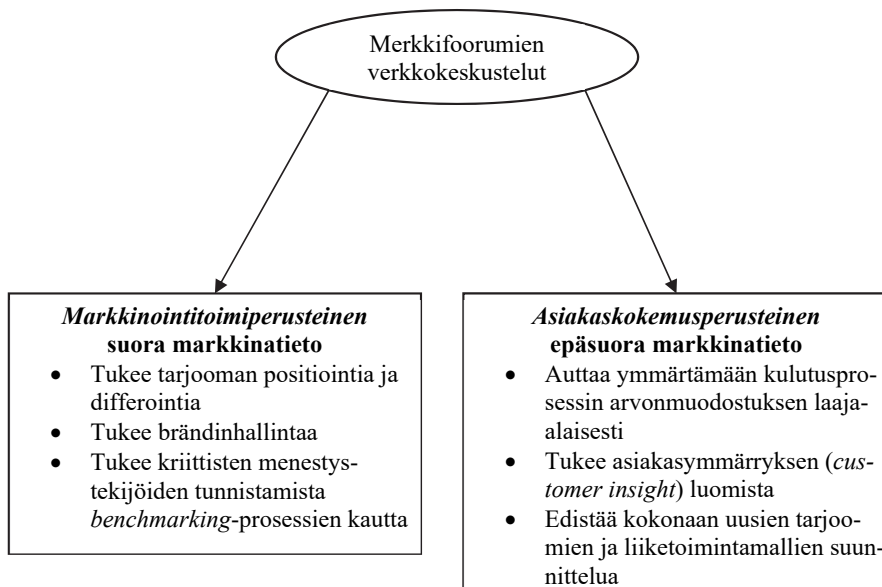 Merkkifoorumien
verkkokeskustelut
Markkinointitoimiperusteinen
suora markkinatieto
• Tukee tarjooman positiointia ja
differointia
• Tukee brändinhallintaa
• Tukee kriittisten menestys-
tekijöiden tunnistamista
benchmarking-prosessien kautta
Asiakaskokemusperusteinen
epäsuora markkinatieto
• Auttaa ymmärtämään kulutuspro-
sessin arvonmuodostuksen laaja-
alaisesti
• Tukee asiakasymmärryksen (cus-
tomer insight) luomista
• Edistää kokonaan uusien tarjoo-
mien ja liiketoimintamallien suun-
nittelua